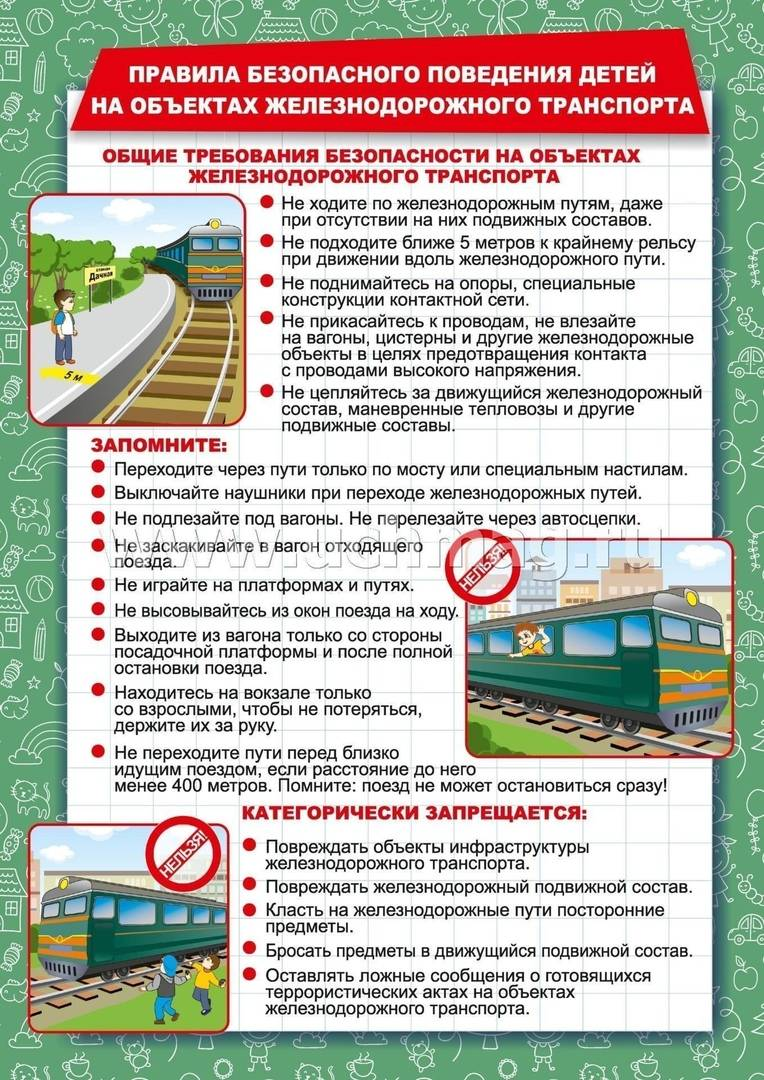 ПРАВИЛА БЕЗОПАСНОГО ПОВЕДЕНИЯ ДЕТЕЙ
НА ОБЪЕКТАХ ЖЕЛЕЗНОДОРОЖНОГО ТРАНСПОРТА
ОБЩИЕ ТРЕБОВАНИЯ БЕЗОПАСНОСТИ НА ОБЪЕКТАХ
ЖЕЛЕЗНОДОРОЖНОГО ТРАНСПОРТА
станция
Дачная
5 м
Не ходите по железнодорожным путям, даже
при отсутствии на них подвижных составов.
Не подходите ближе 5 метров к крайнему рельсу
при движении вдоль железнодорожного пути.
Не поднимайтесь на опоры, специальные
конструкции контактной сети.
Не прикасайтесь к проводам, не влезайте
на вагоны, цистерны и другие железнодорожные
объекты в целях предотвращения контакта
с проводами высокого напряжения.
Не цепляйтесь за движущийся железнодорожный
состав, маневренные тепловозы и другие
подвижные составы.
ЗАПОМНИТЕ:
Переходите через пути только по мосту или специальным настилам.
Выключайте наушники при переходе железнодорожных путей.
Не подлезайте под вагоны. Не перелезайте через автосцепки.
Не заскакивайте в вагон отходящего
поезда.
Не играйте на платформах и путях.
Не высовывайтесь из окон поезда на ходу.
Выходите из вагона только со стороны
посадочной платформы и после полной
остановки поезда.
Находитесь на вокзале только
со взрослыми, чтобы не потеряться,
держите их за руку.
Не переходите пути перед близко
идущим поездом, если расстояние до него
менее 400 метров. Помните: поезд не может остановиться сразу!
НЕЛЬЗЯ!
www.uchmag.ru
КАТЕГОРИЧЕСКИ ЗАПРЕЩАЕТСЯ:
НЕЛЬЗЯ!
Повреждать объекты инфраструктуры
железнодорожного транспорта.
Повреждать железнодорожный подвижной состав.
Класть на железнодорожные пути посторонние
предметы.
Бросать предметы в движущийся подвижной состав.
Оставлять ложные сообщения о готовящихся
террористических актах на объектах
железнодорожного транспорта.